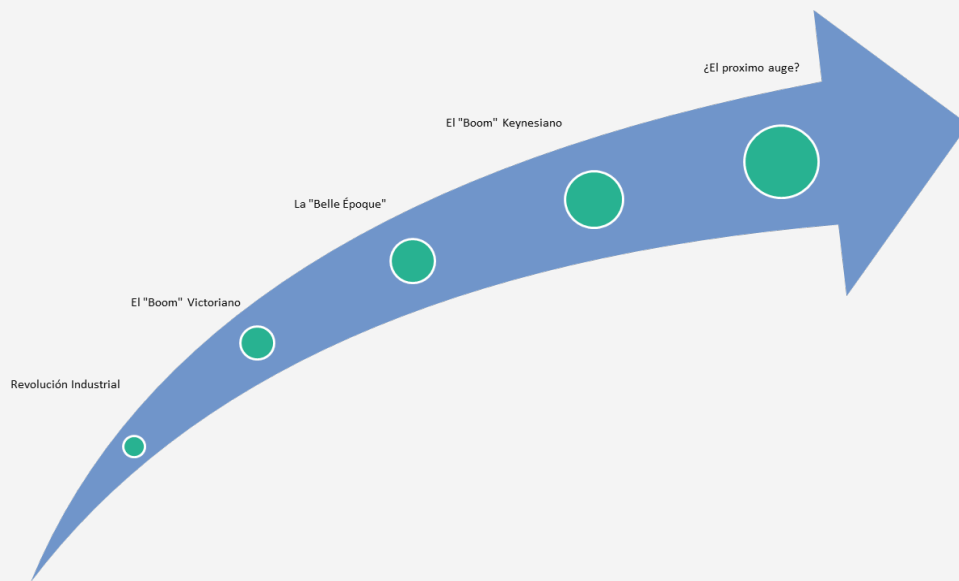 ¿El proximo auge?
El "Boom" Keynesiano
La "Belle Époque"
El "Boom" Victoriano
Revolución Industrial